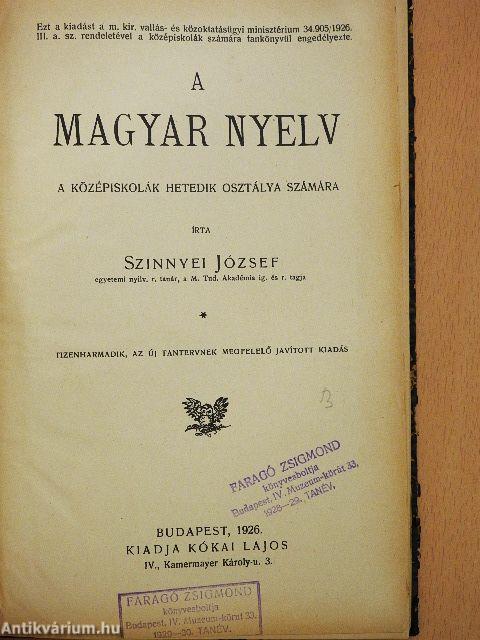 Ezt a kiadást a m. kir. vallás- és közoktatásügyi minisztérium 34.905/1926.
III. a. sz. rendeletével a középiskolák számára tankönyvül engedélyezte.
A
MAGYAR NYELV
A KÖZÉPISKOLÁK HETEDIK OSZTÁLYA SZÁMÁRA
ÍRTA
SZINNYEI JÓZSEF
egyetemi nyilv. r. tanár, a M. Tud. Akadémia ig. és r. tagja
*
TIZENHARMADIK, AZ ÚJ TANTERVNEK MEGFELELŐ JAVÍTOTT KIADÁS
FARAGÓ ZSIGMOND
könyvesboltja
Budapest, IV. Muzeum-körút 33.
1928—29. TANÉV.
BUDAPEST, 1926.
KIADJA KÓKAI LAJOS
IV., Kamermayer Károly-u. 3.
FARAGÓ ZSIGMOND
könyvesboltja
Budapest, IV. Muzeum-körut 33.
1929—30. TANÉV.
Antikvárium.hu